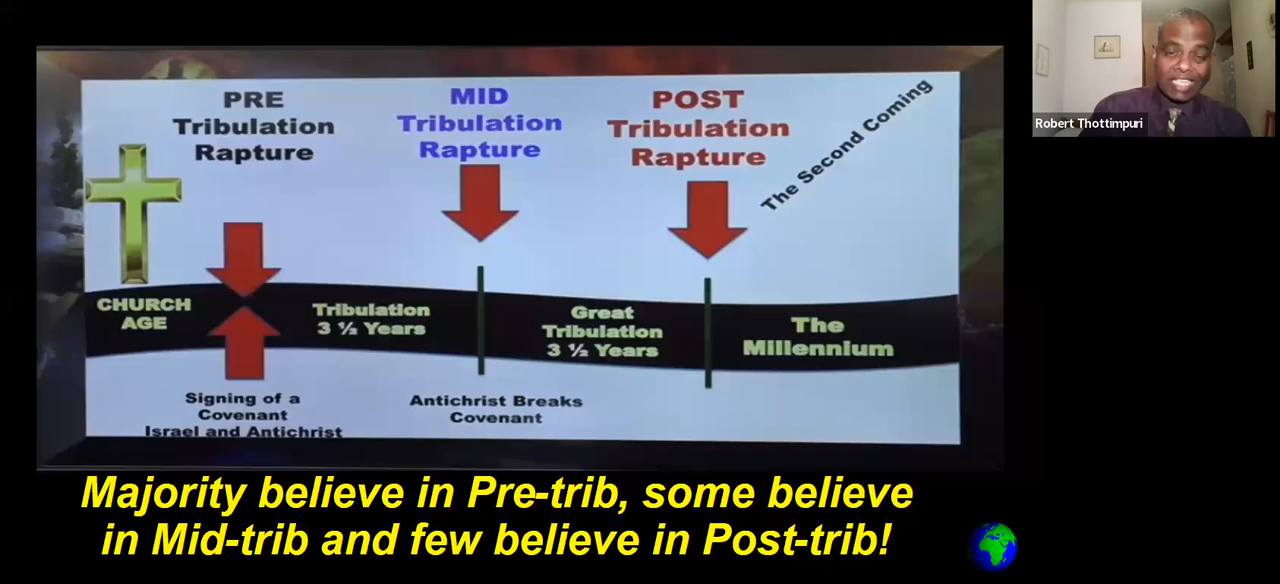 PRE
Tribulation
Rapture
MID
Tribulation
Rapture
POST
Tribulation
Rapture
The Second Coming
CHURCH
AGE
Tribulation
3 ½ Years
Great
Tribulation
3 ½ Years
The
Millennium
Signing of a
Covenant
Israel and Antichrist
Antichrist Breaks
Covenant
Majority believe in Pre-trib, some believe
in Mid-trib and few believe in Post-trib!
Robert Thottimpuri